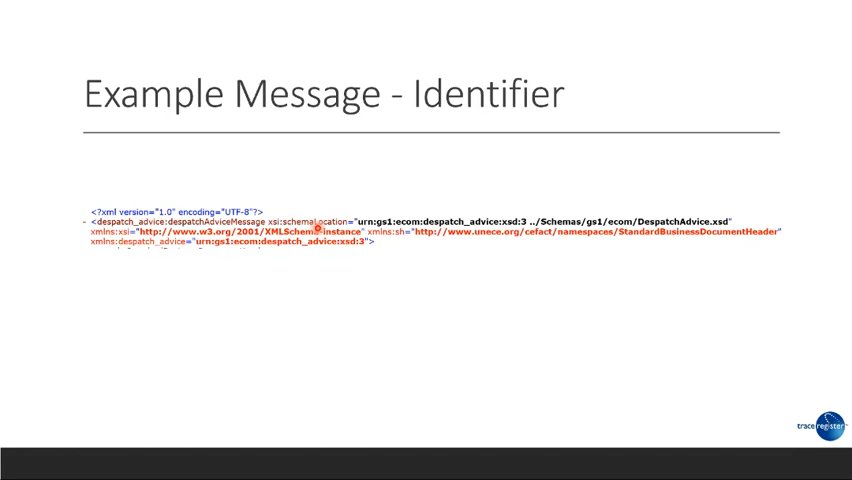 Example Message - Identifier
<?xml version="1.0" encoding="UTF-8"?>
- <despatch_advice:despatchAdviceMessage xsi:schemaLocation="urn:gs1:ecom:despatch_advice:xsd:3 ../Schemas/gs1/ecom/DespatchAdvice.xsd"
xmlns:xsi="http://www.w3.org/2001/XMLSchema-instance" xmlns:sh="http://www.unece.org/cefact/namespaces/StandardBusinessDocumentHeader"
xmlns:despatch_advice="urn:gs1:ecom:despatch_advice:xsd:3">
trace register